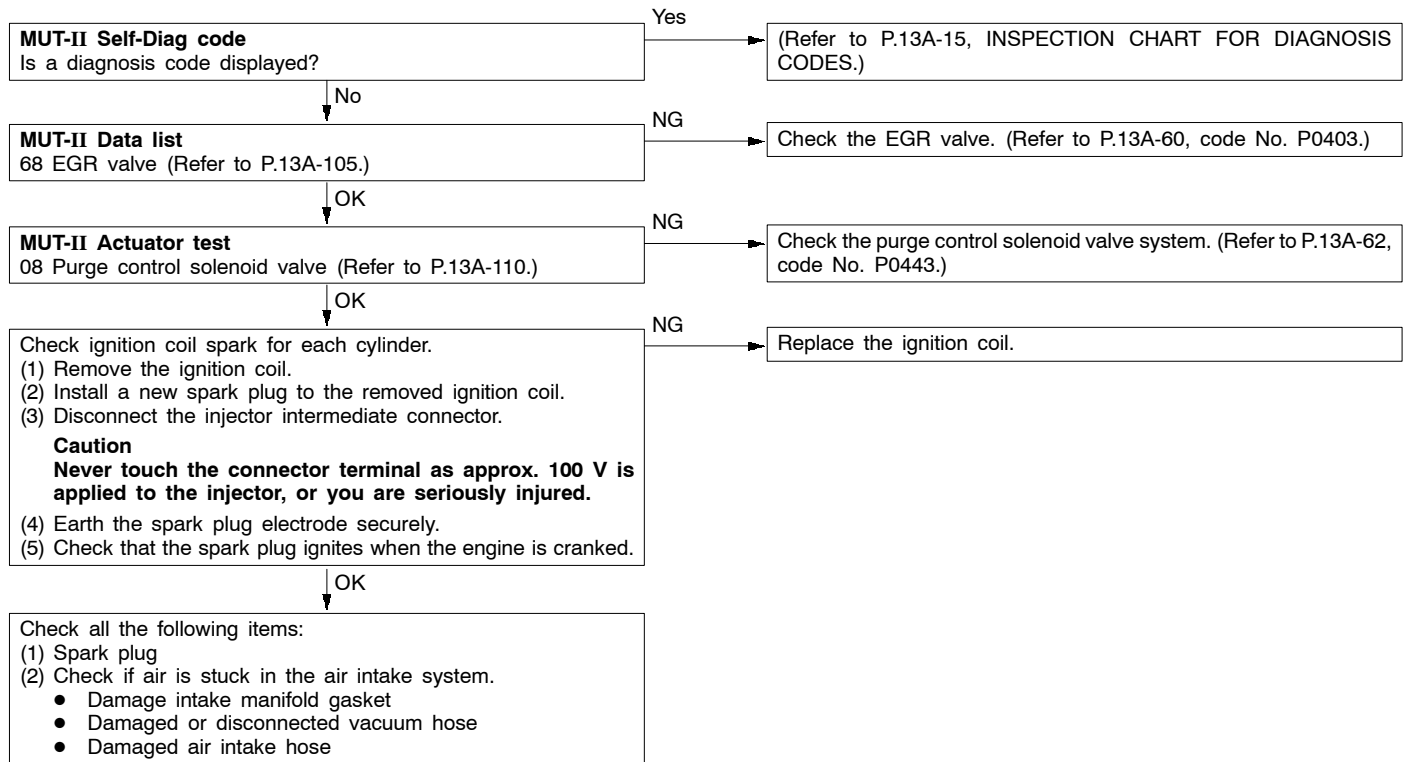 MUT-II Self-Diag code
Is a diagnosis code displayed?
Yes
(Refer to P.13A-15, INSPECTION CHART FOR DIAGNOSIS
CODES.)
No
MUT-II Data list
68 EGR valve (Refer to P.13A-105.)
NG
Check the EGR valve. (Refer to P.13A-60, code No. P0403.)
OK
MUT-II Actuator test
08 Purge control solenoid valve (Refer to P.13A-110.)
NG
Check the purge control solenoid valve system. (Refer to P.13A-62,
code No. P0443.)
OK
Check ignition coil spark for each cylinder.
(1) Remove the ignition coil.
(2) Install a new spark plug to the removed ignition coil.
(3) Disconnect the injector intermediate connector.
Caution
Never touch the connector terminal as approx. 100 V is
applied to the injector, or you are seriously injured.
(4) Earth the spark plug electrode securely.
(5) Check that the spark plug ignites when the engine is cranked.
NG
Replace the ignition coil.
OK
Check all the following items:
(1) Spark plug
(2) Check if air is stuck in the air intake system.
● Damage intake manifold gasket
● Damaged or disconnected vacuum hose
● Damaged air intake hose